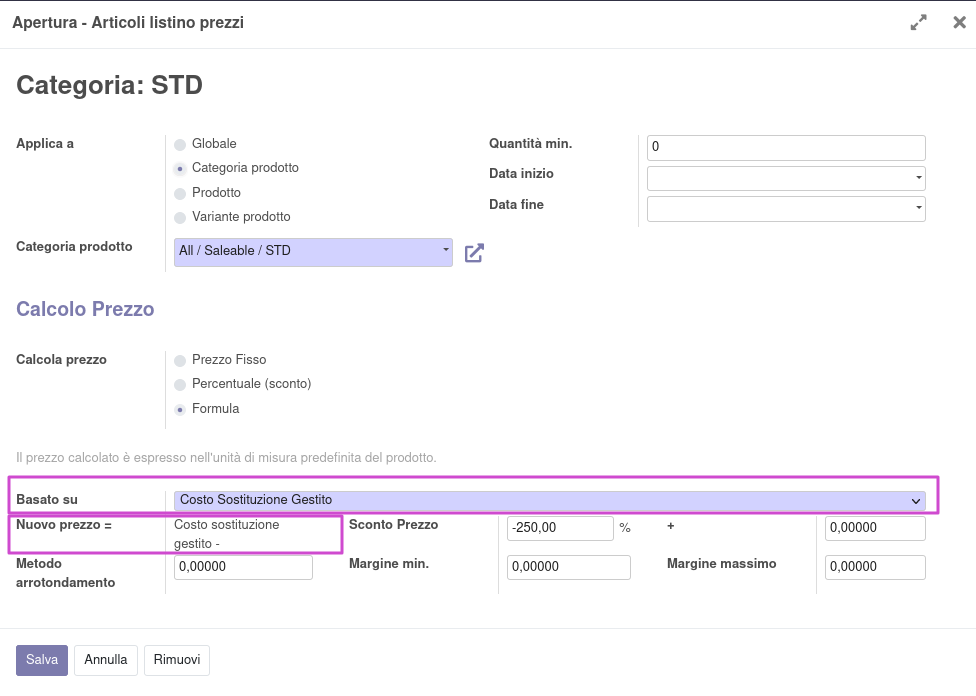 Apertura - Articoli listino prezzi
Categoria: STD
Applica a
Globale
Categoria prodotto
Prodotto
Variante prodotto
Categoria prodotto
All / Saleable / STD
Quantità min.
0
Data inizio
Data fine
Calcolo Prezzo
Calcola prezzo
Prezzo Fisso
Percentuale (sconto)
Formula
Il prezzo calcolato è espresso nell'unità di misura predefinita del prodotto.
Basato su
Costo Sostituzione Gestito
Nuovo prezzo =
Costo sostituzione
gestito -
Sconto Prezzo
-250,00 %
+
0,00000
Metodo
arrotondamento
0,00000
Margine min.
0,00000
Margine massimo
0,00000
Salva
Annulla
Rimuovi